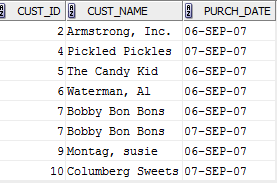 CUST_ID CUST_NAME PURCH_DATE
2 Armstrong, Inc. 06-SEP-07
4 Pickled Pickles 07-SEP-07
5 The Candy Kid 06-SEP-07
6 Waterman, Al 06-SEP-07
7 Bobby Bon Bons 06-SEP-07
7 Bobby Bon Bons 07-SEP-07
9 Montag, susie 06-SEP-07
10 Columberg Sweets 07-SEP-07